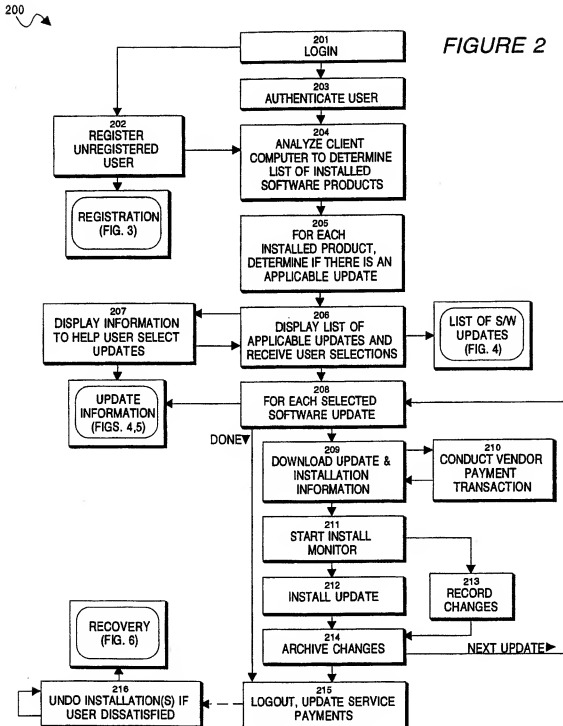 200
FIGURE 2
201
LOGIN
203
AUTHENTICATE USER
202
REGISTER
UNREGISTERED
USER
204
ANALYZE CLIENT
COMPUTER TO DETERMINE
LIST OF INSTALLED
SOFTWARE PRODUCTS
REGISTRATION
(FIG. 3)
205
FOR EACH
INSTALLED PRODUCT,
DETERMINE IF THERE IS AN
APPLICABLE UPDATE
207
DISPLAY INFORMATION
TO HELP USER SELECT
UPDATES
206
DISPLAY LIST OF
APPLICABLE UPDATES AND
RECEIVE USER SELECTIONS
LIST OF S/W
UPDATES
(FIG. 4)
UPDATE
INFORMATION
(FIGS. 4,5)
208
FOR EACH SELECTED
SOFTWARE UPDATE
DONE▼
209
DOWNLOAD UPDATE &
INSTALLATION
INFORMATION
210
CONDUCT VENDOR
PAYMENT
TRANSACTION
211
START INSTALL
MONITOR
212
INSTALL UPDATE
213
RECORD
CHANGES
RECOVERY
(FIG. 6)
214
ARCHIVE CHANGES
NEXT UPDATE►
216
UNDO INSTALLATION(S) IF
USER DISSATISFIED
215
LOGOUT, UPDATE SERVICE
PAYMENTS